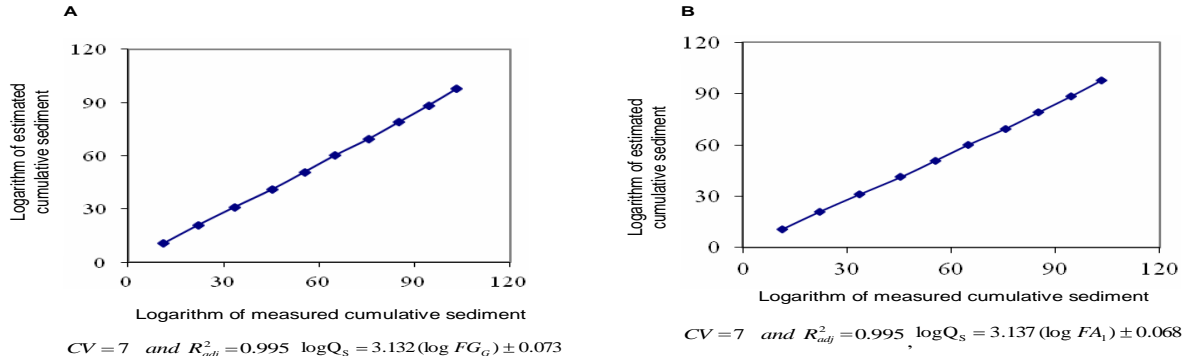 A
120
90
60
30
0
0 30 60 90 120
Logarithm of estimated
cumulative sediment
Logarithm of measured cumulative sediment
CV = 7 and R²adj = 0.995 logQS = 3.132 (log FGG) ± 0.073
B
120
90
60
30
0
0 30 60 90 120
Logarithm of estimated
cumulative sediment
Logarithm of measured cumulative sediment
CV = 7 and R²adj = 0.995 , logQS = 3.137 (log FA1) ± 0.068